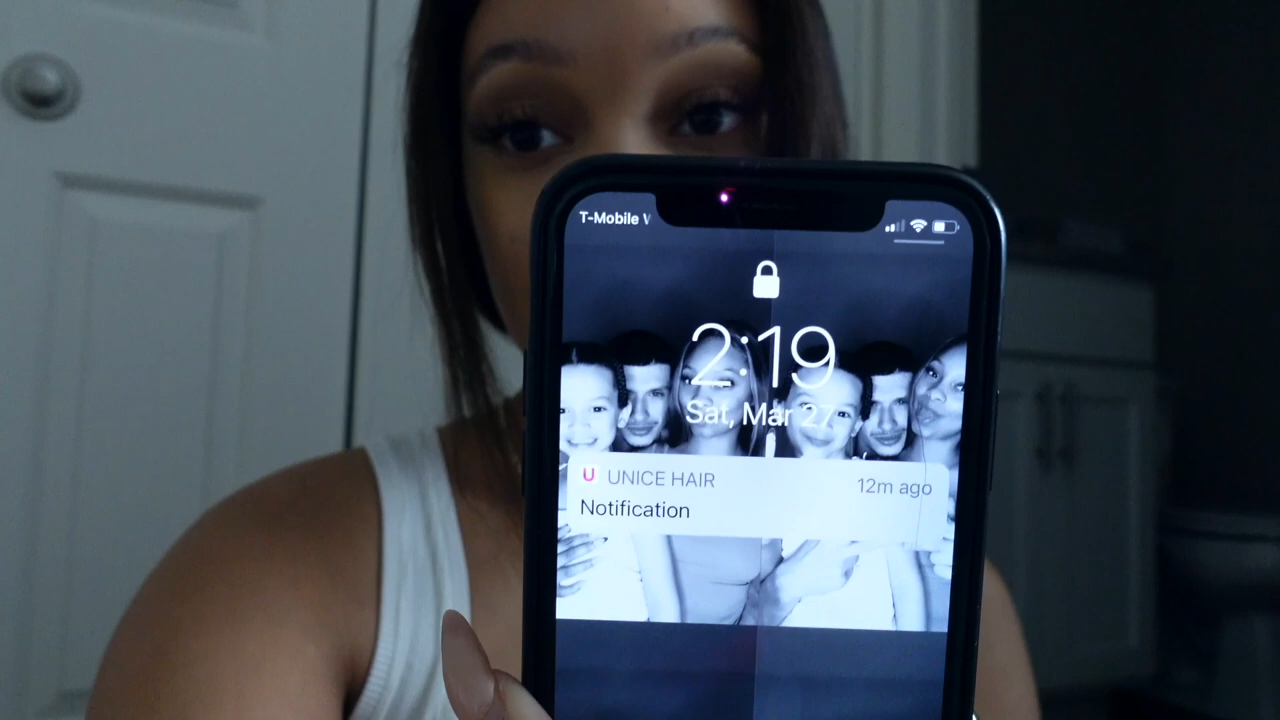 T-Mobile
2:19
Sat, Mar 27
U UNICE HAIR 12m ago
Notification